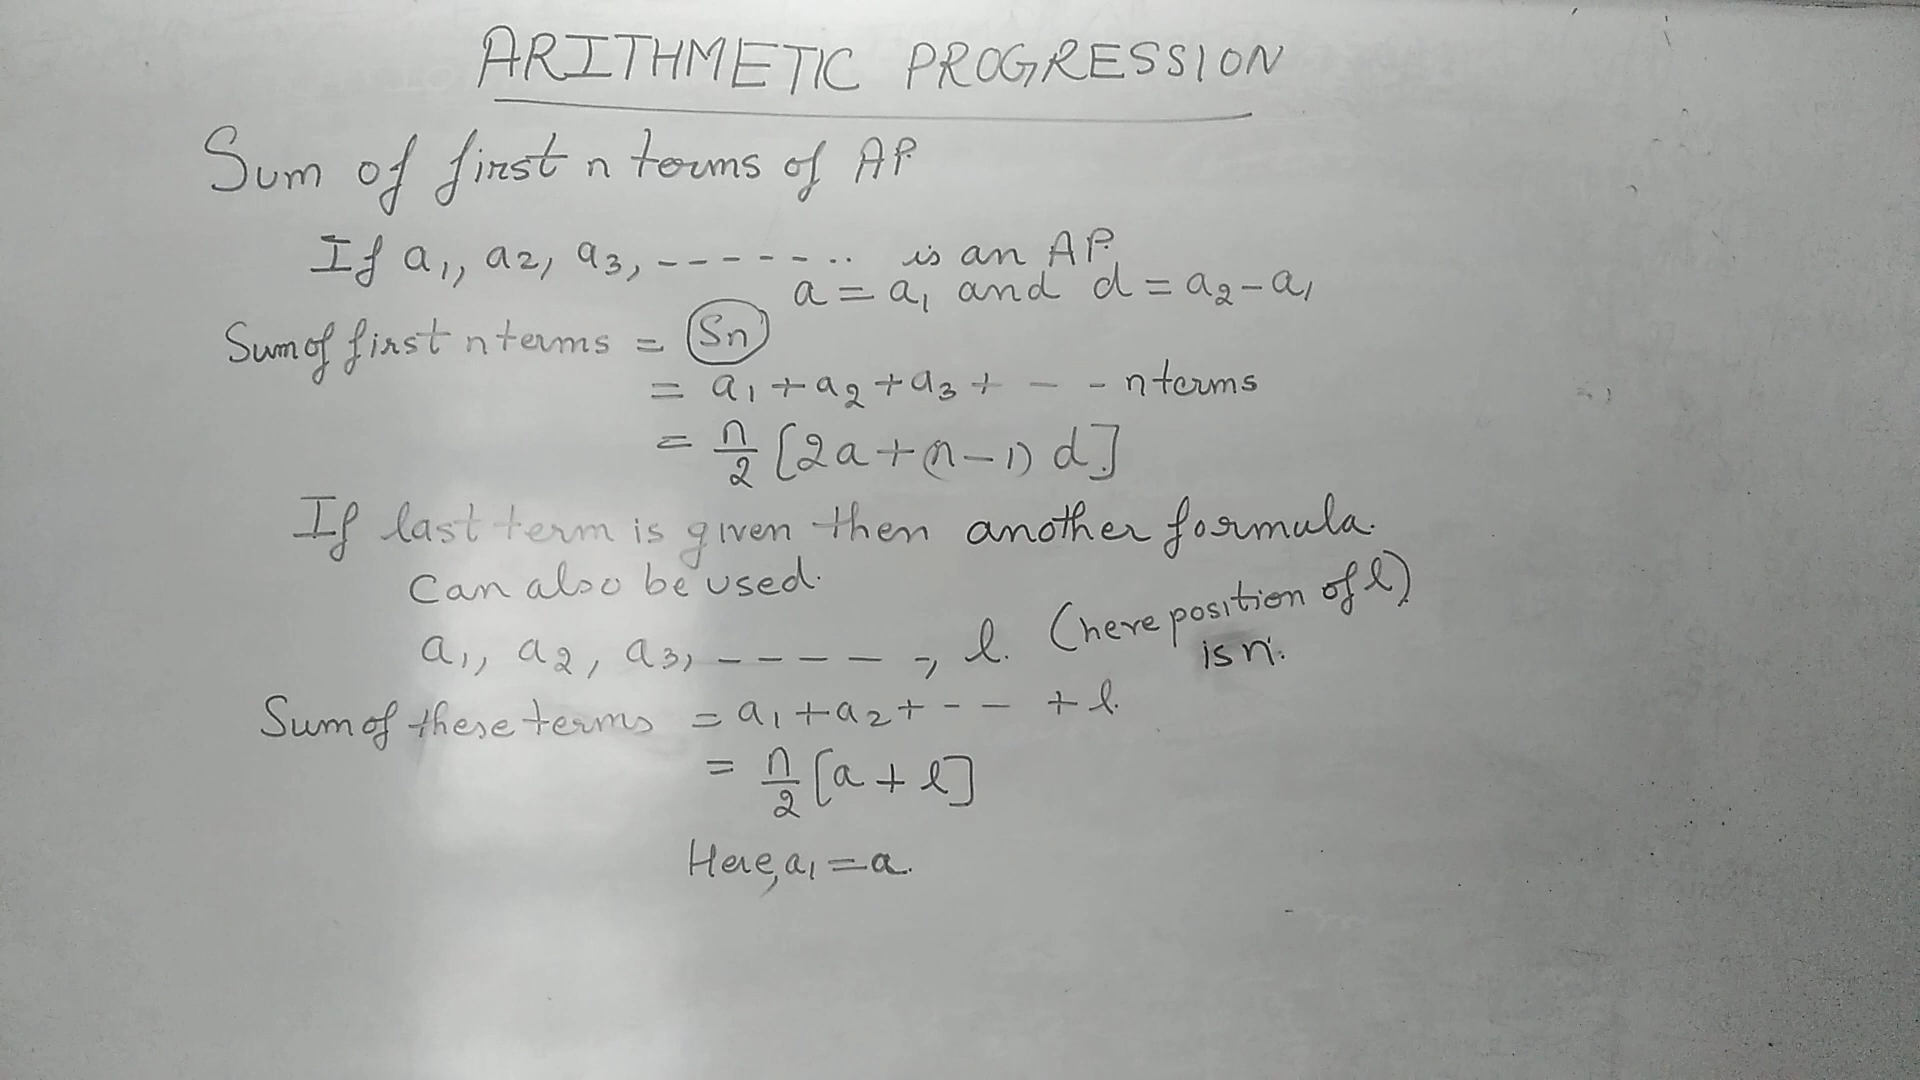 ARITHMETIC PROGRESSION
Sum of first n terms of AP
If a₁, a₂, a₃, ------.. is an AP.
a = a₁ and d = a₂ - a₁
Sum of first n terms = Sn
= a₁ + a₂ + a₃ + - - n terms
= n/2 [2a + (n-1) d]
If last term is given then another formula.
Can also be used.
a₁, a₂, a₃, -----, l. (here position of l)
is n.
Sum of these terms = a₁ + a₂ + - - + l.
= n/2 [a + l]
Here, a₁ = a.